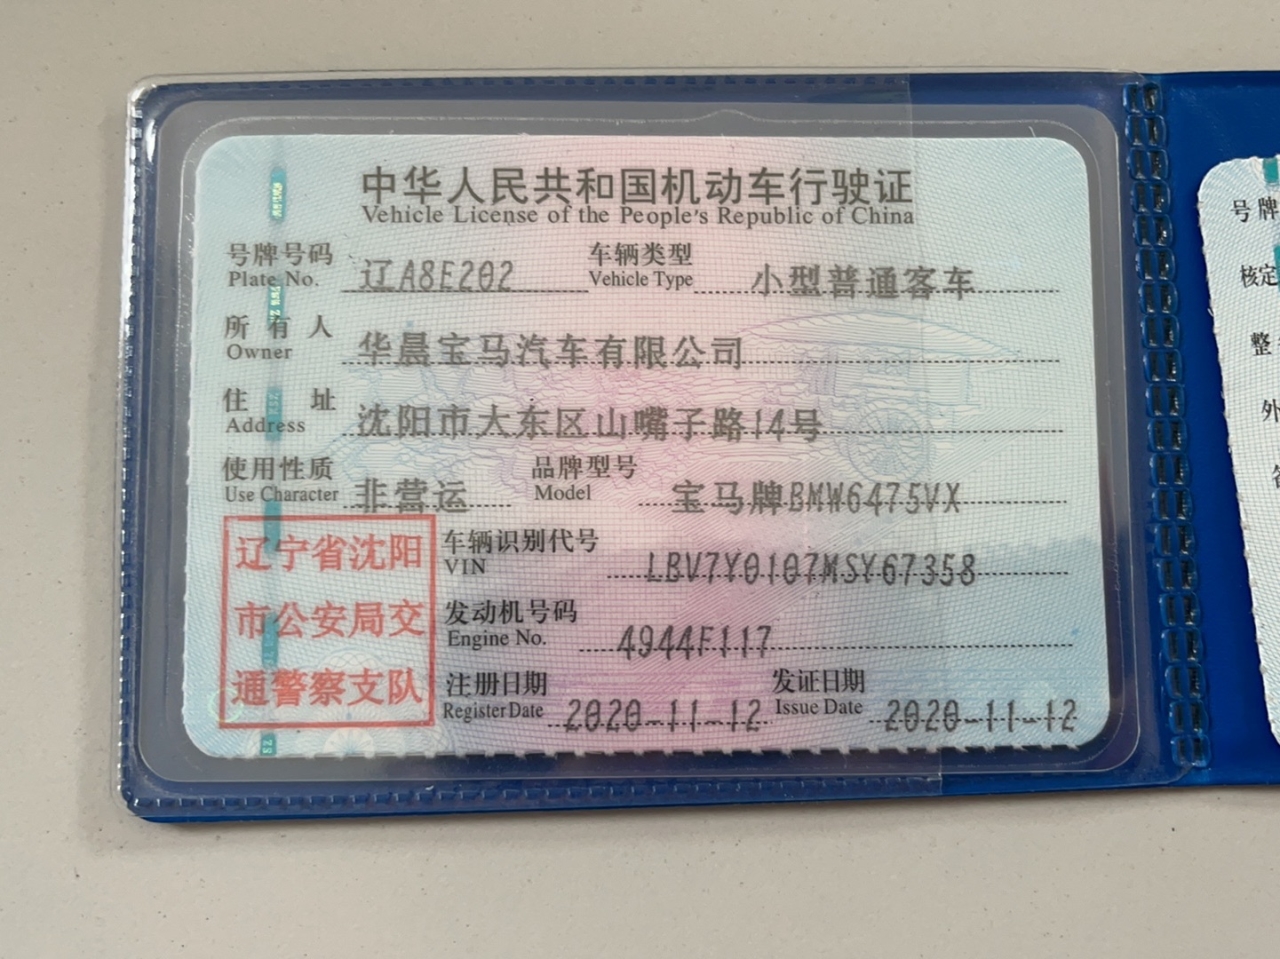 中华人民共和国机动车行驶证
Vehicle License of the People's Republic of China
号牌号码 辽A8E202 车辆类型 小型普通客车
Plate No. Vehicle Type
所有人 华晨宝马汽车有限公司
Owner
住址 沈阳市大东区山嘴子路14号
Address
使用性质 非营运 品牌型号 宝马牌BMW6475VX
Use Character Model
辽宁省沈阳
市公安局交
通警察支队
车辆识别代号
VIN LBV7Y0107MSY67358
发动机号码
Engine No. 4944F117
注册日期 2020-11-12 发证日期 2020-11-12
Register Date Issue Date
号牌
核定
整
外